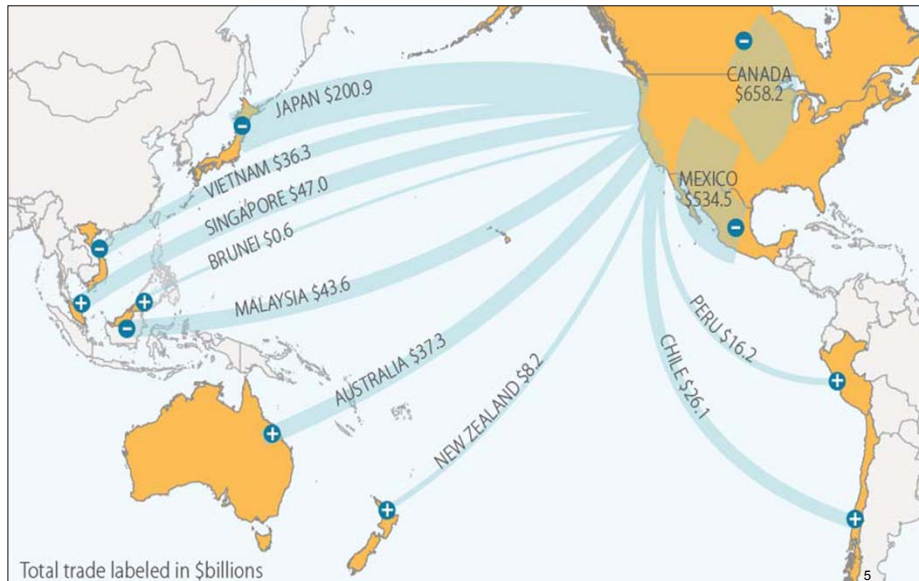 CANADA
$658.2
JAPAN $200.9
VIETNAM $36.3
SINGAPORE $47.0
BRUNEI $0.6
MEXICO
$534.5
MALAYSIA $43.6
AUSTRALIA $37.3
NEW ZEALAND $8.2
PERU $16.2
CHILE $26.1
Total trade labeled in $billions
5